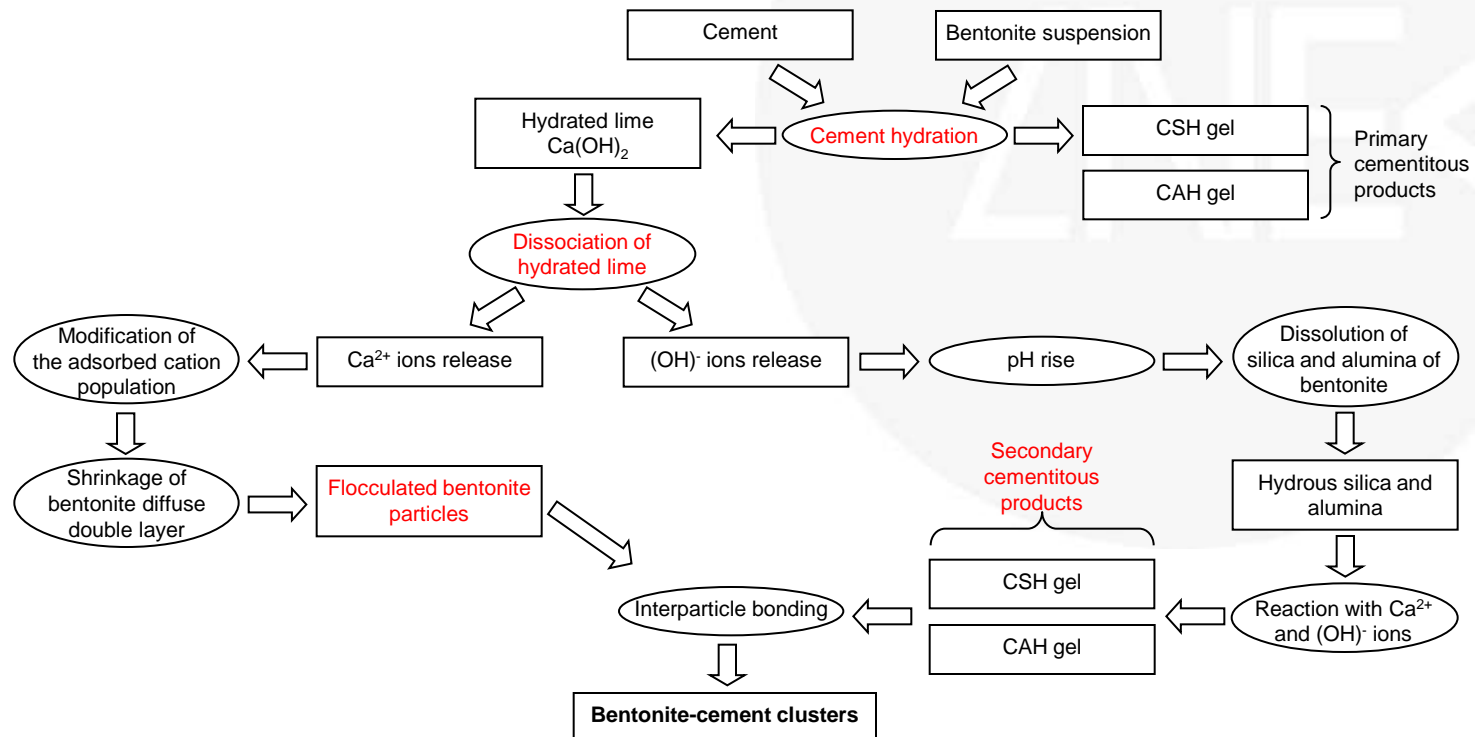 Cement
Bentonite suspension
Hydrated lime
Ca(OH)₂
Cement hydration
CSH gel
CAH gel
Primary
cementitous
products
Dissociation of
hydrated lime
Modification of
the adsorbed cation
population
Ca²⁺ ions release
(OH)⁻ ions release
pH rise
Dissolution of
silica and alumina of
bentonite
Shrinkage of
bentonite diffuse
double layer
Flocculated bentonite
particles
Secondary
cementitous
products
Hydrous silica and
alumina
CSH gel
CAH gel
Interparticle bonding
Reaction with Ca²⁺
and (OH)⁻ ions
Bentonite-cement clusters